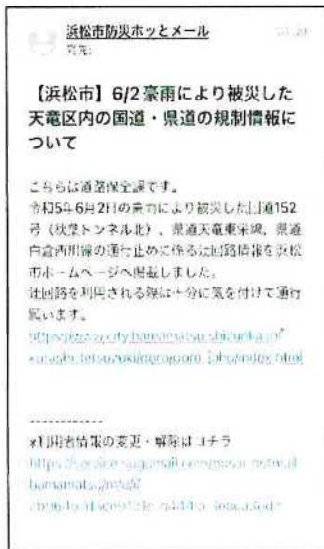 浜松市防災ホッとメール
宛先:
【浜松市】6/2豪雨により被災した
天竜区内の国道・県道の規制情報に
ついて
こちらは道路保全課です。
令和5年6月2日の豪雨により被災した国道152
号(秋葉トンネル北)、県道天竜東栄線、県道
白倉西川線の通行止めに係る迂回路情報を浜松
市ホームページへ掲載しました。
迂回路を利用される際は十分に気を付けて通行
願います。
------------
※利用者情報の変更・解除はコチラ